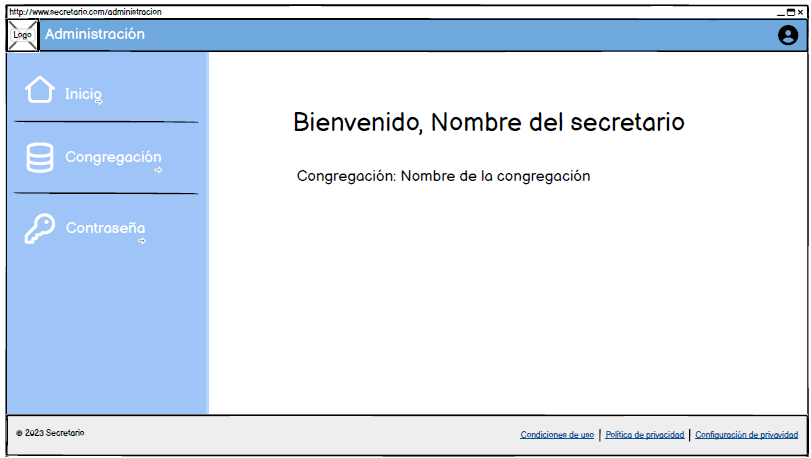 http://www.secretario.com/administracion
Logo
Administración
Inicio
Congregación
Contraseña
Bienvenido, Nombre del secretario
Congregación: Nombre de la congregación
© 2023 Secretario
Condiciones de uso | Política de privacidad | Configuración de privavidad